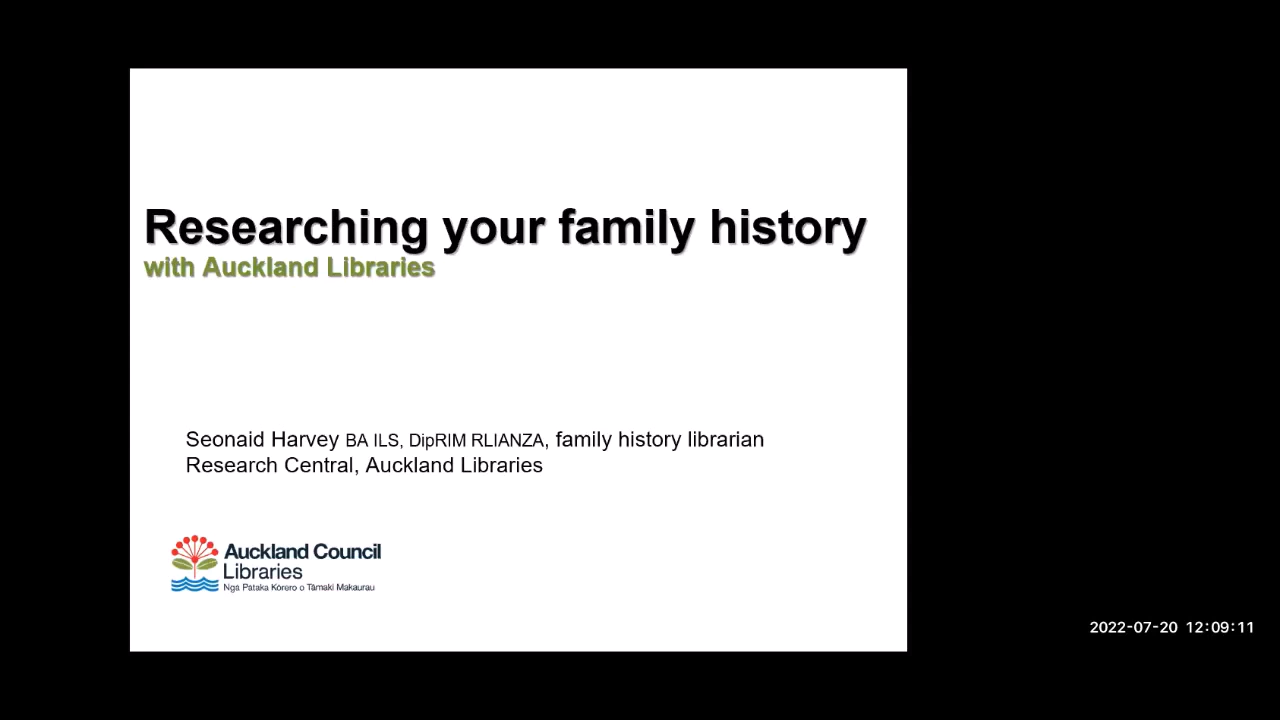 Researching your family history
with Auckland Libraries
Seonaid Harvey BA ILS, DipRIM RLIANZA, family history librarian
Research Central, Auckland Libraries
Auckland Council
Libraries
Ngā Pātaka Kōrero o Tāmaki Makaurau
2022-07-20 12:09:11